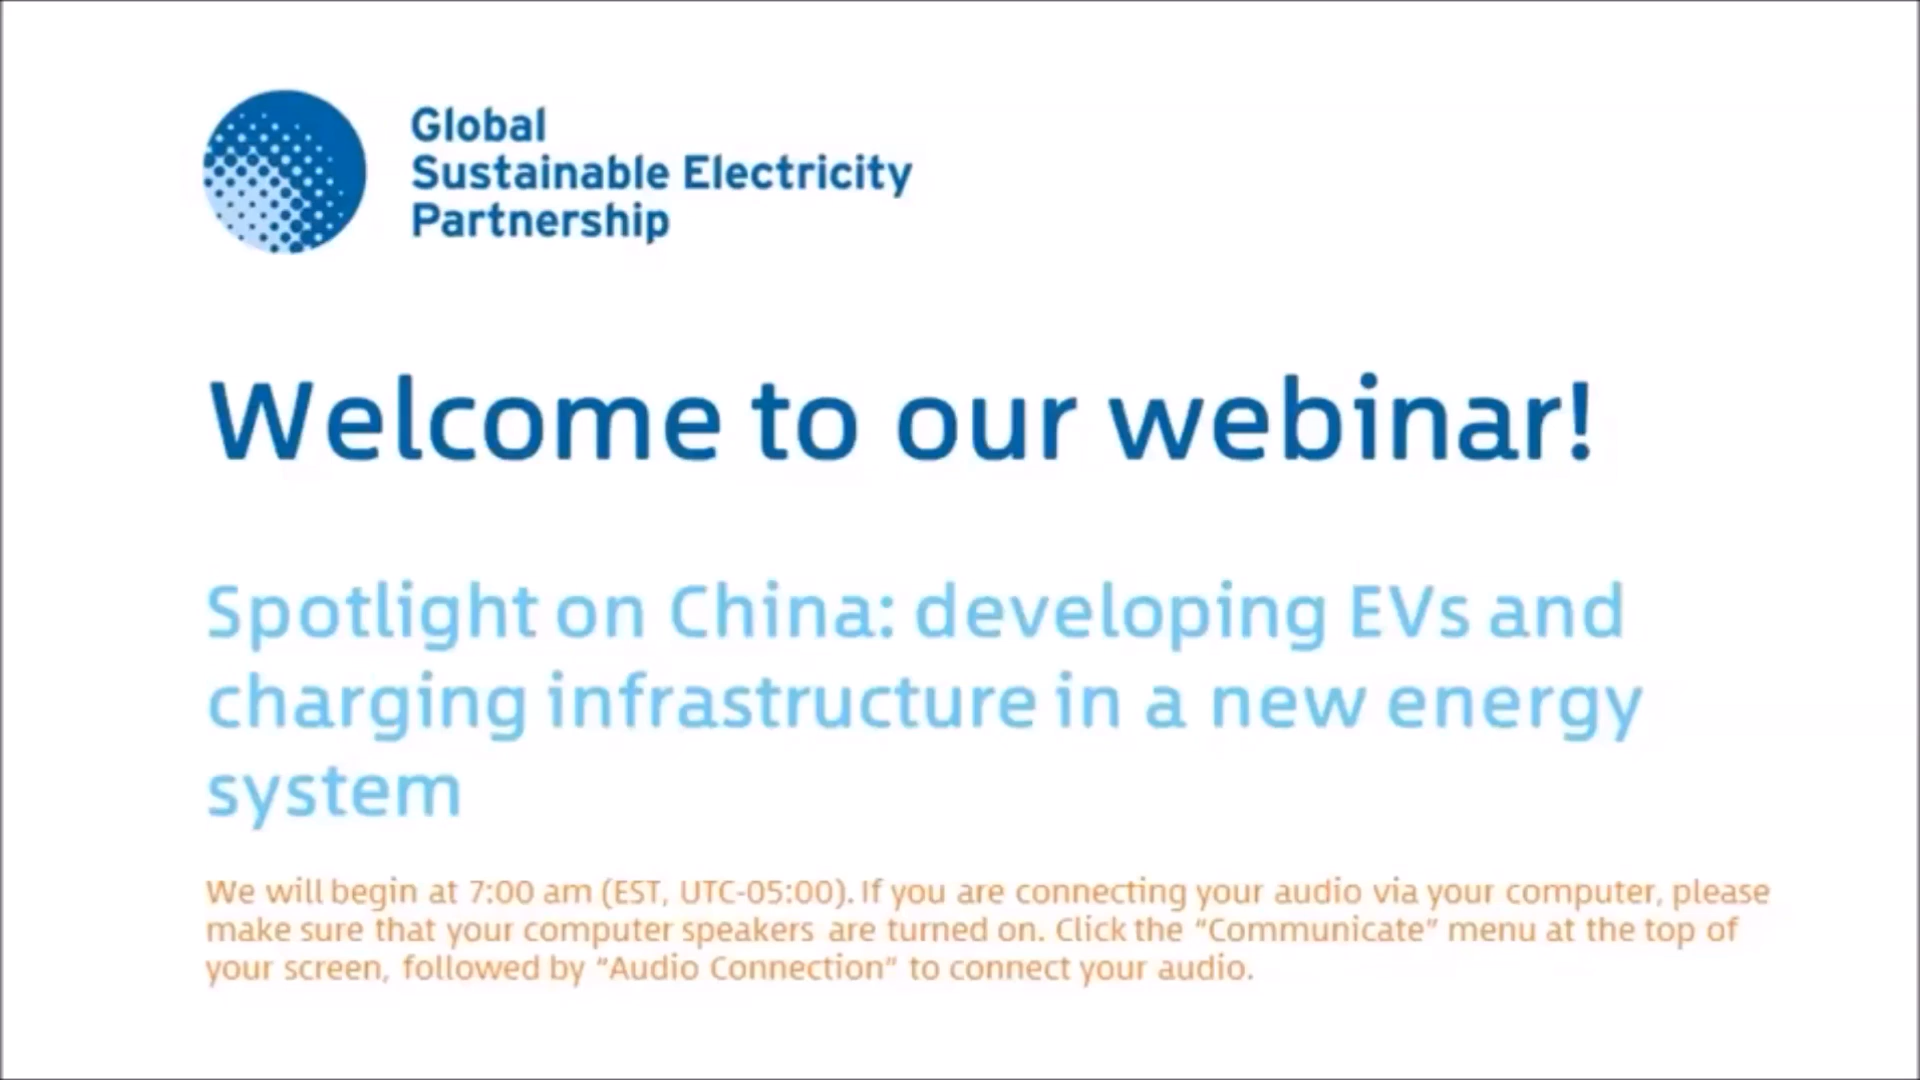 Global
Sustainable Electricity
Partnership
Welcome to our webinar!
Spotlight on China: developing EVs and
charging infrastructure in a new energy
system
We will begin at 7:00 am (EST, UTC-05:00). If you are connecting your audio via your computer, please
make sure that your computer speakers are turned on. Click the “Communicate” menu at the top of
your screen, followed by “Audio Connection” to connect your audio.